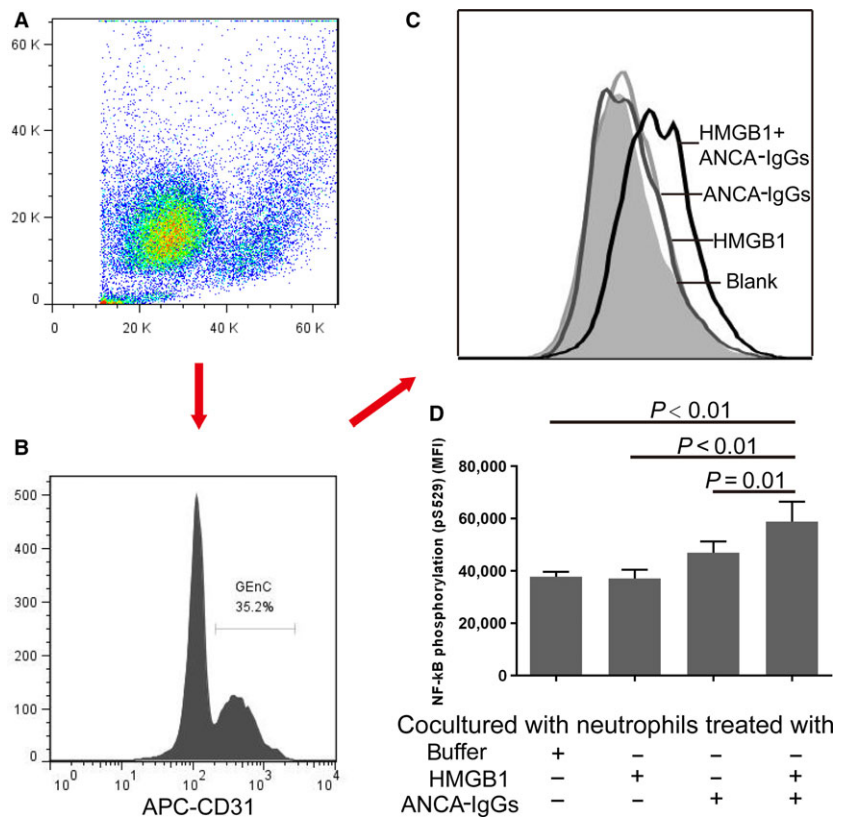 A
60 K
40 K
20 K
0
0
20 K
40 K
60 K
B
500
400
300
200
100
0
GEnC
35.2%
10⁰
10¹
10²
10³
10⁴
APC-CD31
C
HMGB1+
ANCA-IgGs
ANCA-IgGs
HMGB1
Blank
D
P < 0.01
P < 0.01
P = 0.01
NF-kB phosphorylation (pS529) (MFI)
80,000
60,000
40,000
20,000
0
Cocultured with neutrophils treated with
Buffer + – – –
HMGB1 – + – +
ANCA-IgGs – – + +